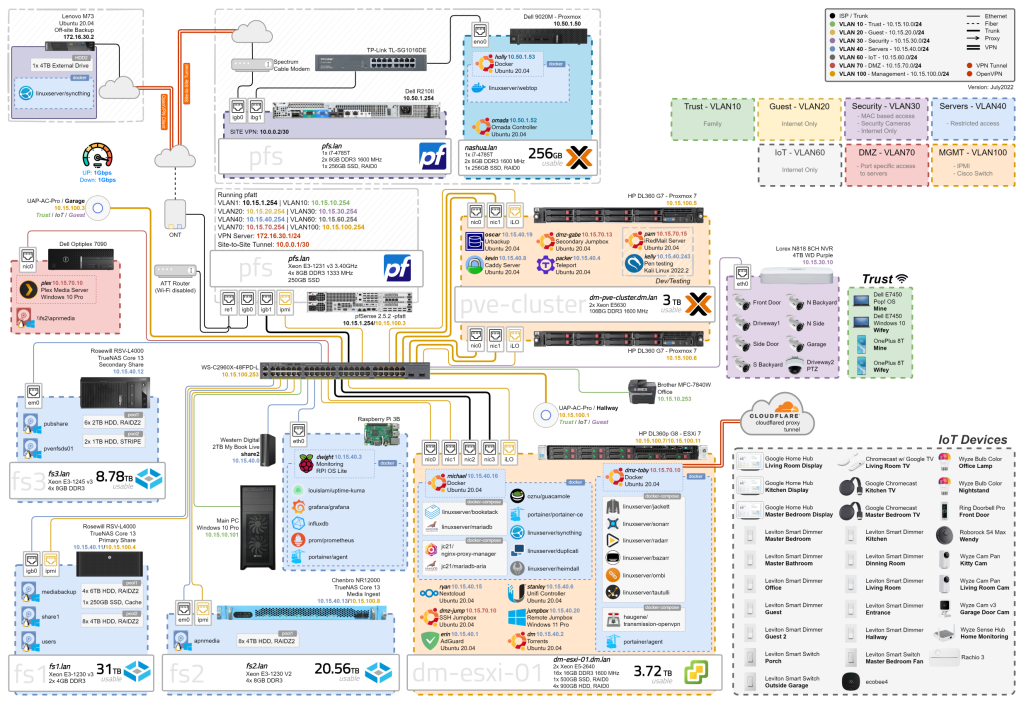 Lenovo M73
Ubuntu 20.04
Off-site Backup
172.16.30.2
1x 4TB External Drive
docker
linuxserver/syncthing
UP: 1Gbps
Down: 1Gbps
Spectrum
Cable Modem
TP-Link TL-SG1016DE
Dell R210II
10.50.1.254
igb0
ibg1
SITE VPN: 10.0.0.2/30
pfs
pfs.lan
1x i7-4785T
2x 8GB DDR3 1600 MHz
1x 256GB SSD, RAID0
pf
Dell 9020M - Proxmox
10.50.1.50
eno0
holly 10.50.1.83
Docker
Ubuntu 20.04
linuxserver/webtop
omada 10.50.1.52
Omada Controller
Ubuntu 20.04
nashua.lan
1x i7-4785T
2x 8GB DDR3 1600 MHz
1x 256GB SSD, RAID0
256GB
usable
ISP / Trunk
VLAN 10 - Trust - 10.15.10.0/24
VLAN 20 - Guest - 10.15.20.0/24
VLAN 30 - Security - 10.15.30.0/24
VLAN 40 - Servers - 10.15.40.0/24
VLAN 60 - IoT - 10.15.60.0/24
VLAN 70 - DMZ - 10.15.70.0/24
VLAN 100 - Management - 10.15.100.0/24
Ethernet
Fiber
Trunk
Proxy
VPN
VPN Tunnel
OpenVPN
Version: July2022
Trust - VLAN10
Family
Guest - VLAN20
Internet Only
Security - VLAN30
- MAC based access
- Security Cameras
- Internet Only
Servers - VLAN40
- Restricted access
IoT - VLAN60
Internet Only
DMZ - VLAN70
- Port specific access
to servers
MGMT - VLAN100
- IPMI
- Cisco Switch
UAP-AC-Pro / Garage
10.15.100.3
Trust / IoT / Guest
ONT
ATT Router
(Wi-Fi disabled)
Running pfatt
VLAN1: 10.15.1.254 | VLAN10: 10.15.10.254
VLAN20: 10.15.20.254 | VLAN30: 10.15.30.254
VLAN40: 10.15.40.254 | VLAN60: 10.15.60.254
VLAN70: 10.15.70.254 | VLAN100: 10.15.100.254
VPN Server: 172.16.30.1/24
Site-to-Site Tunnel: 10.0.0.1/30
pfs
pfs.lan
Xeon E3-1231 v3 3.40GHz
4x 8GB DDR3 1333 MHz
250GB SSD
pf
re1
igb0
igb1
ipmi
pfSense 2.5.2 -pfatt
10.15.1.254/10.15.100.2
Dell Optiplex 7090
nic0
plex 10.15.70.10
Plex Media Server
Windows 10 Pro
\\fs2\apnmedia
HP DL360 G7 - Proxmox 7
10.15.100.5
nic0
nic1
iLO
oscar 10.15.40.19
Urbackup
Ubuntu 20.04
dmz-gabe 10.15.70.13
Secondary Jumpbox
Ubuntu 20.04
pam 10.15.70.15
iRedMail Server
Ubuntu 20.04
kevin 10.15.40.8
Caddy Server
Ubuntu 20.04
packer 10.15.40.4
Teleport
Ubuntu 20.04
kelly 10.15.40.243
Pen testing
Kali Linux 2022.2
Dev/Testing
pve-cluster
dm-pve-cluster.dm.lan
2x Xeon E5630
106BG DDR3 1600 MHz
3TB
usable
nic0
nic1
iLO
HP DL360 G7 - Proxmox 7
10.15.100.6
Lorex N818 8CH NVR
4TB WD Purple
10.15.30.10
eth0
Front Door
N Backyard
Driveway1
N Side
Side Door
Garage
S Backyard
Driveway2
PTZ
Trust
Dell E7450
Pop! OS
Mine
Dell E7450
Windows 10
Wifey
OnePlus 8T
Mine
OnePlus 8T
Wifey
WS-C2960X-48FPD-L
10.15.100.253
Brother MFC-7840W
Office
10.15.10.253
UAP-AC-Pro / Hallway
10.15.100.1
Trust / IoT / Guest
CLOUDFLARE
cloudflared proxy
tunnel
Rosewill RSV-L4000
TrueNAS Core 13
Secondary Share
10.15.40.12
em0
pubshare
pvenfsds01
pool1
6x 2TB HDD, RAIDZ2
pool2
2x 1TB HDD, STRIPE
fs3
fs3.lan
Xeon E3-1245 v3
4x 8GB DDR3
8.78TB
usable
Rosewill RSV-L4000
TrueNAS Core 13
Primary Share
10.15.40.11/10.15.100.4
igb0
ipmi
mediabackup
share1
users
pool1
4x 6TB HDD, RAIDZ2
1x 250GB SSD, Cache
pool2
8x 4TB HDD, RAIDZ2
fs1
fs1.lan
Xeon E3-1230 v3
2x 4GB DDR3
31TB
usable
Western Digital
2TB My Book Live
share2
10.15.40.6
Main PC
Windows 10 Pro
10.15.10.101
Raspberry Pi 3B
eth0
dwight 10.15.40.3
Monitoring
RPI OS Lite
docker
louislam/uptime-kuma
grafana/grafana
influxdb
prom/prometheus
portainer/agent
Chenbro NR12000
TrueNAS Core 13
Media Ingest
10.15.40.13/10.15.100.8
em0
ipmi
apnmedia
pool1
8x 4TB HDD, RAIDZ2
fs2
fs2.lan
Xeon E3-1230 V2
4x 8GB DDR3
20.56TB
usable
HP DL360p G8 - ESXi 7
10.15.100.7/10.15.100.11
nic0
nic1
nic2
nic3
iLO
michael 10.15.40.16
Docker
Ubuntu 20.04
docker
docker-compose
linuxserver/bookstack
linuxserver/mariadb
docker-compose
jc21/
nginx-proxy-manager
jc21/mariadb-aria
oznu/guacamole
portainer/portainer-ce
linuxserver/syncthing
linuxserver/duplicati
linuxserver/heimdall
dmz-toby 10.15.70.10
Docker
Ubuntu 20.04
docker
docker-compose
linuxserver/jackett
linuxserver/sonarr
linuxserver/radarr
linuxserver/bazarr
linuxserver/ombi
linuxserver/tautulli
docker-compose
haugene/
transmission-openvpn
portainer/agent
ryan 10.15.40.15
Nextcloud
Ubuntu 20.04
stanley 10.15.40.6
Unifi Controller
Ubuntu 20.04
dmz-jump 10.15.70.10
SSH Jumpbox
Ubuntu 20.04
jumpbox 10.15.40.20
Remote Jumpbox
Windows 11 Pro
erin 10.15.40.1
AdGuard
Ubuntu 20.04
dm 10.15.40.2
Torrents
Ubuntu 20.04
dm-esxi-01
dm-esxi-01.dm.lan
2x Xeon E5-2640
16x 16GB DDR3 1600 MHz
1x 500GB SSD, RAID0
4x 900GB HDD, RAID0
3.72TB
usable
IoT Devices
Google Home Hub
Living Room Display
Chromecast w/ Google TV
Living Room TV
Wyze Bulb Color
Office Lamp
Google Home Hub
Kitchen Display
Google Chromecast
Kitchen TV
Wyze Bulb Color
Nightstand
Google Home Hub
Master Bedroom Display
Google Chromecast
Master Bedroom TV
Ring Doorbell Pro
Front Door
Leviton Smart Dimmer
Master Bedroom
Leviton Smart Dimmer
Kitchen
Roborock S4 Max
Wendy
Leviton Smart Dimmer
Master Bathroom
Leviton Smart Dimmer
Dinning Room
Wyze Cam Pan
Kitty Cam
Leviton Smart Dimmer
Office
Leviton Smart Dimmer
Living Room
Wyze Cam Pan
Living Room Cam
Leviton Smart Dimmer
Guest
Leviton Smart Dimmer
Entrance
Wyze Cam v3
Garage Door Cam
Leviton Smart Dimmer
Guest 2
Leviton Smart Dimmer
Hallway
Wyze Sense Hub
Home Monitoring
Leviton Smart Switch
Porch
Leviton Smart Switch
Master Bedroom Fan
Rachio 3
Leviton Smart Switch
Outside Garage
ecobee4